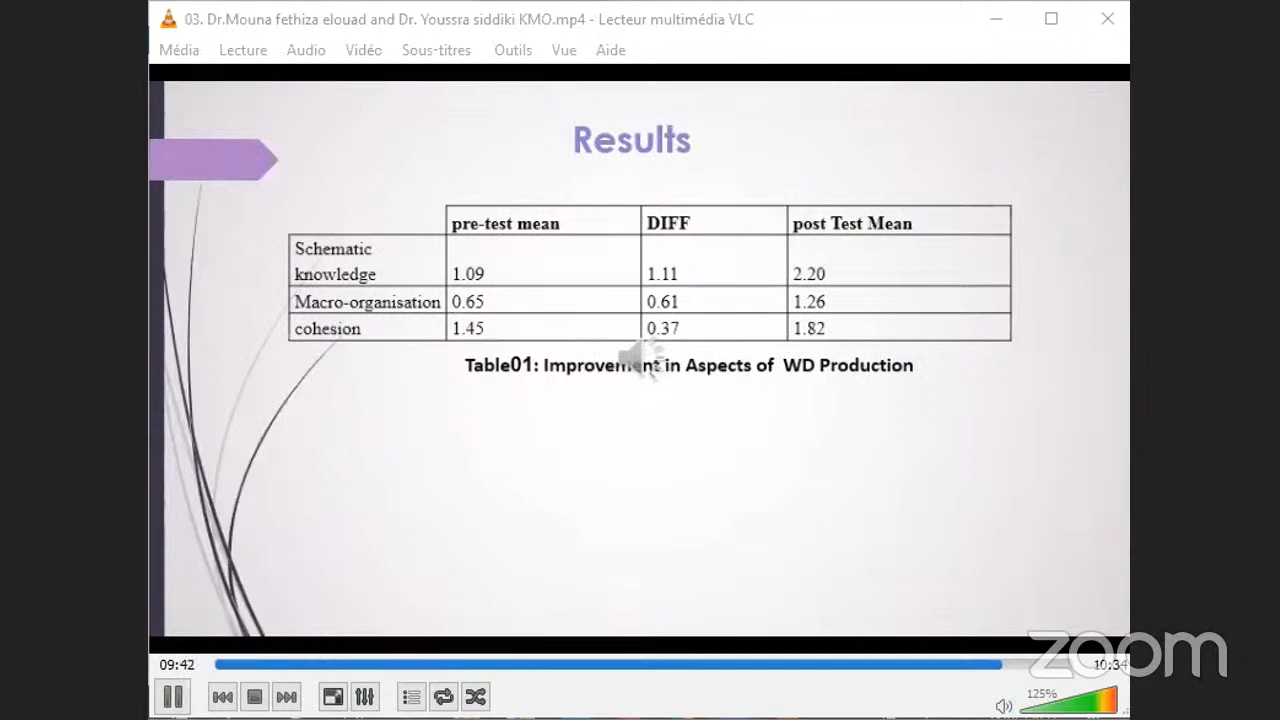 03. Dr.Mouna fethiza elouad and Dr. Youssra siddiki KMO.mp4 - Lecteur multimédia VLC
Média Lecture Audio Vidéo Sous-titres Outils Vue Aide
Results
pre-test mean DIFF post Test Mean
Schematic
knowledge 1.09 1.11 2.20
Macro-organisation 0.65 0.61 1.26
cohesion 1.45 0.37 1.82
Table01: Improvement in Aspects of WD Production
09:42 10:34
zoom
125%